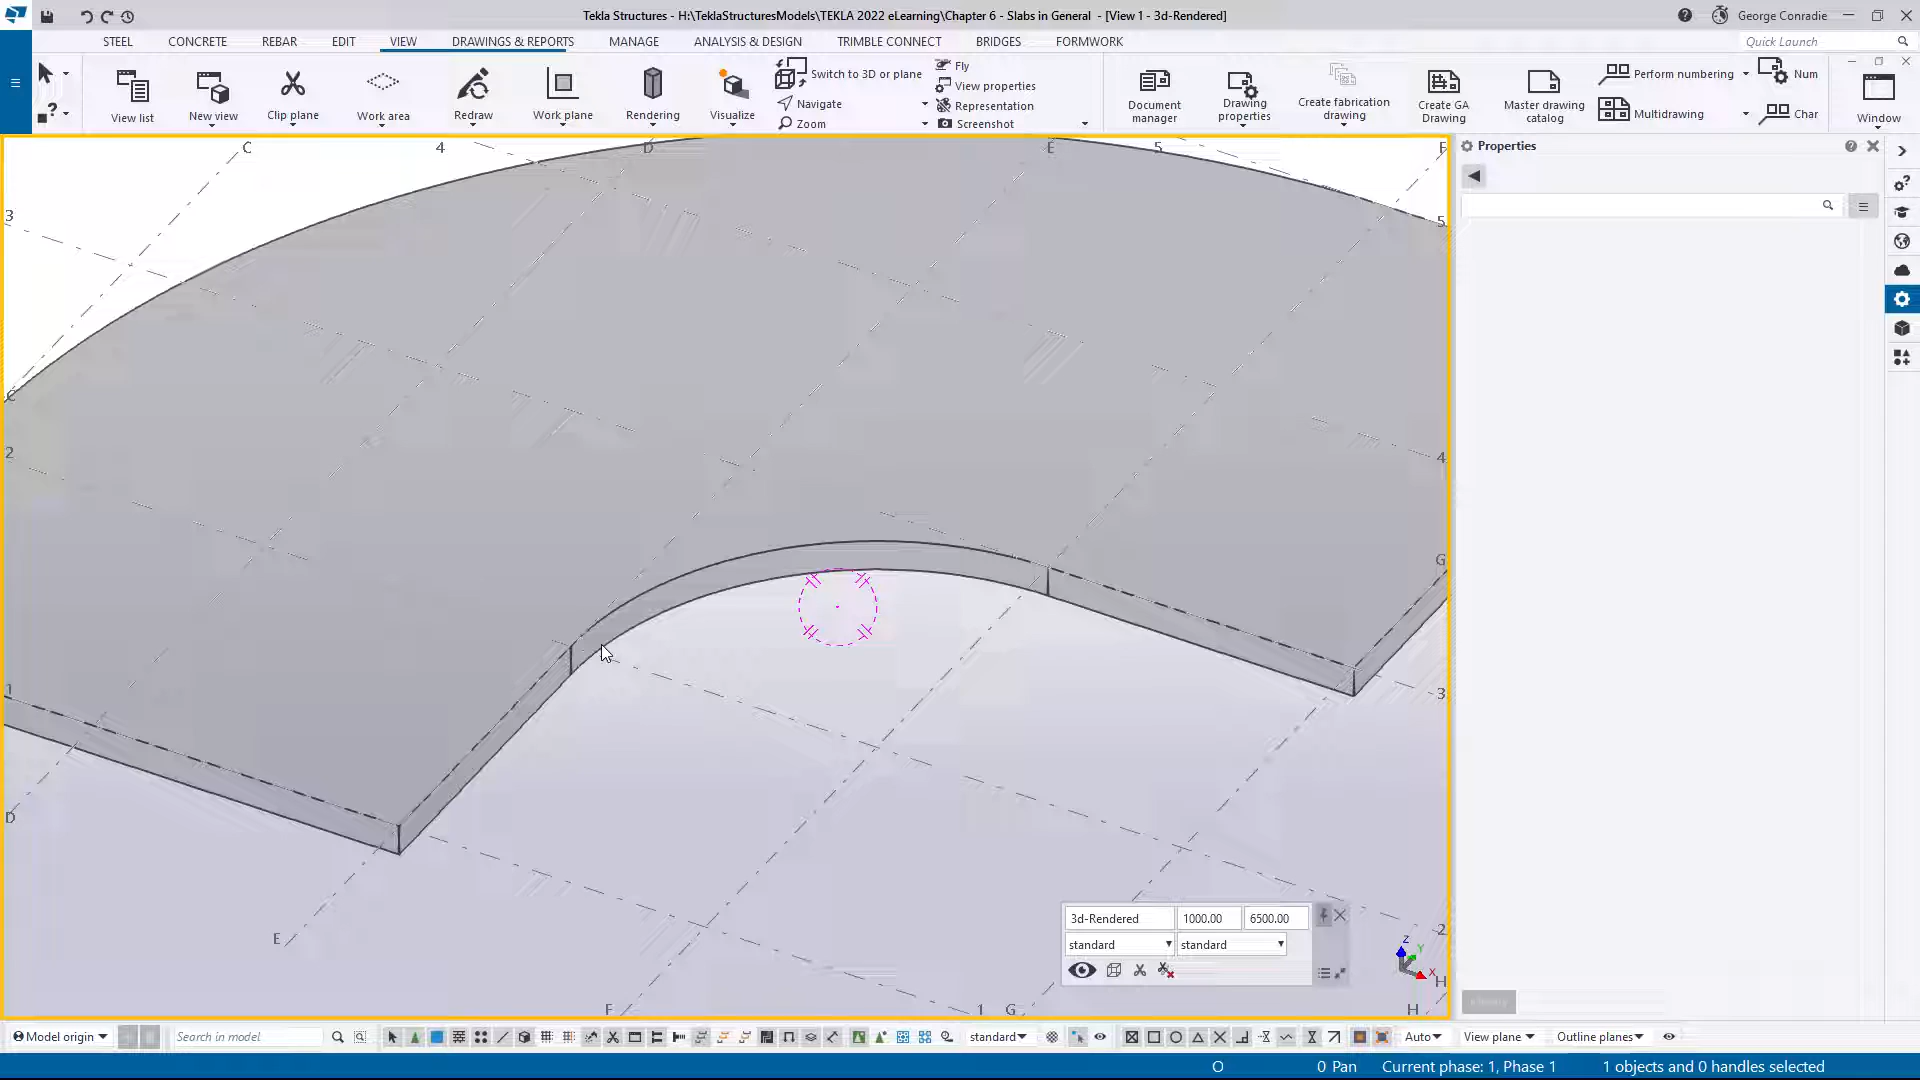 Tekla Structures - H:\TeklaStructuresModels\TEKLA 2022 eLearning\Chapter 6 - Slabs in General - [View 1 - 3d-Rendered]
George Conradie
STEEL CONCRETE REBAR EDIT VIEW DRAWINGS & REPORTS MANAGE ANALYSIS & DESIGN TRIMBLE CONNECT BRIDGES FORMWORK
Quick Launch
View list
New view
Clip plane
Work area
Redraw
Work plane
Rendering
Visualize
Switch to 3D or plane
Navigate
Zoom
Fly
View properties
Representation
Screenshot
Document manager
Drawing properties
Create fabrication drawing
Create GA Drawing
Master drawing catalog
Perform numbering
Multidrawing
Num
Char
Window
Properties
C 4 D E 5 F
3
5
C
2
4
G
1
3
D
E
2
F 1 G H
H
3d-Rendered 1000.00 6500.00
standard standard
Z Y X
Model origin
Search in model
standard
Auto
View plane
Outline planes
O 0 Pan Current phase: 1, Phase 1 1 objects and 0 handles selected